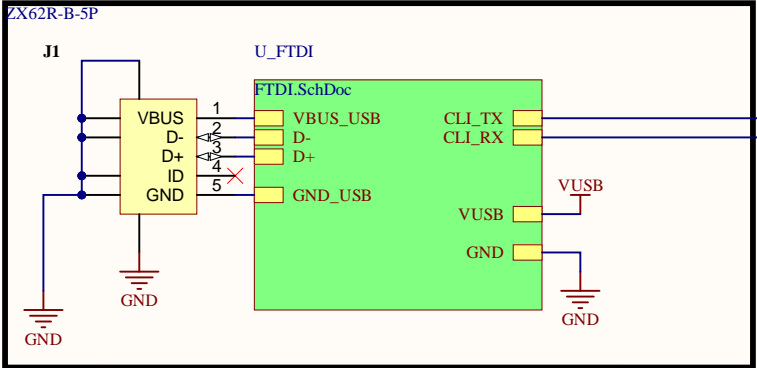 ZX62R-B-5P
J1
U_FTDI
FTDI.SchDoc
VBUS 1 VBUS_USB CLI_TX
D- 2 D- CLI_RX
D+ 3 D+
ID 4
VUSB
GND 5 GND_USB
VUSB
GND
GND
GND
GND